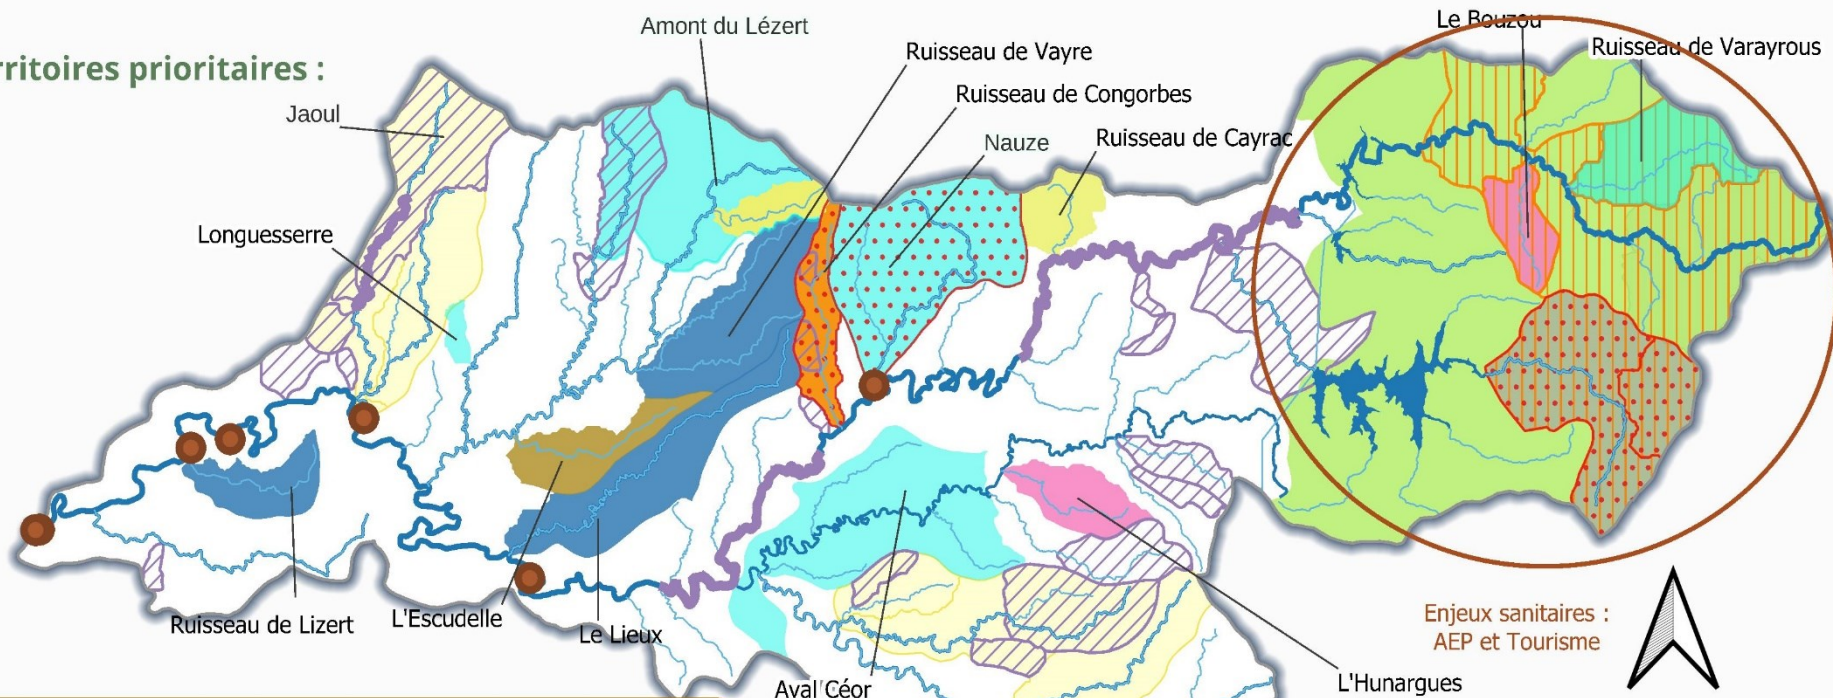 rritoires prioritaires :
Amont du Lézert
Le Bouzou
Ruisseau de Vayre
Ruisseau de Varayrous
Ruisseau de Congorbes
Jaoul
Nauze
Ruisseau de Cayrac
Longuesserre
Ruisseau de Lizert
L'Escudelle
Le Lieux
Enjeux sanitaires :
AEP et Tourisme
Aval Céor
L'Hunargues